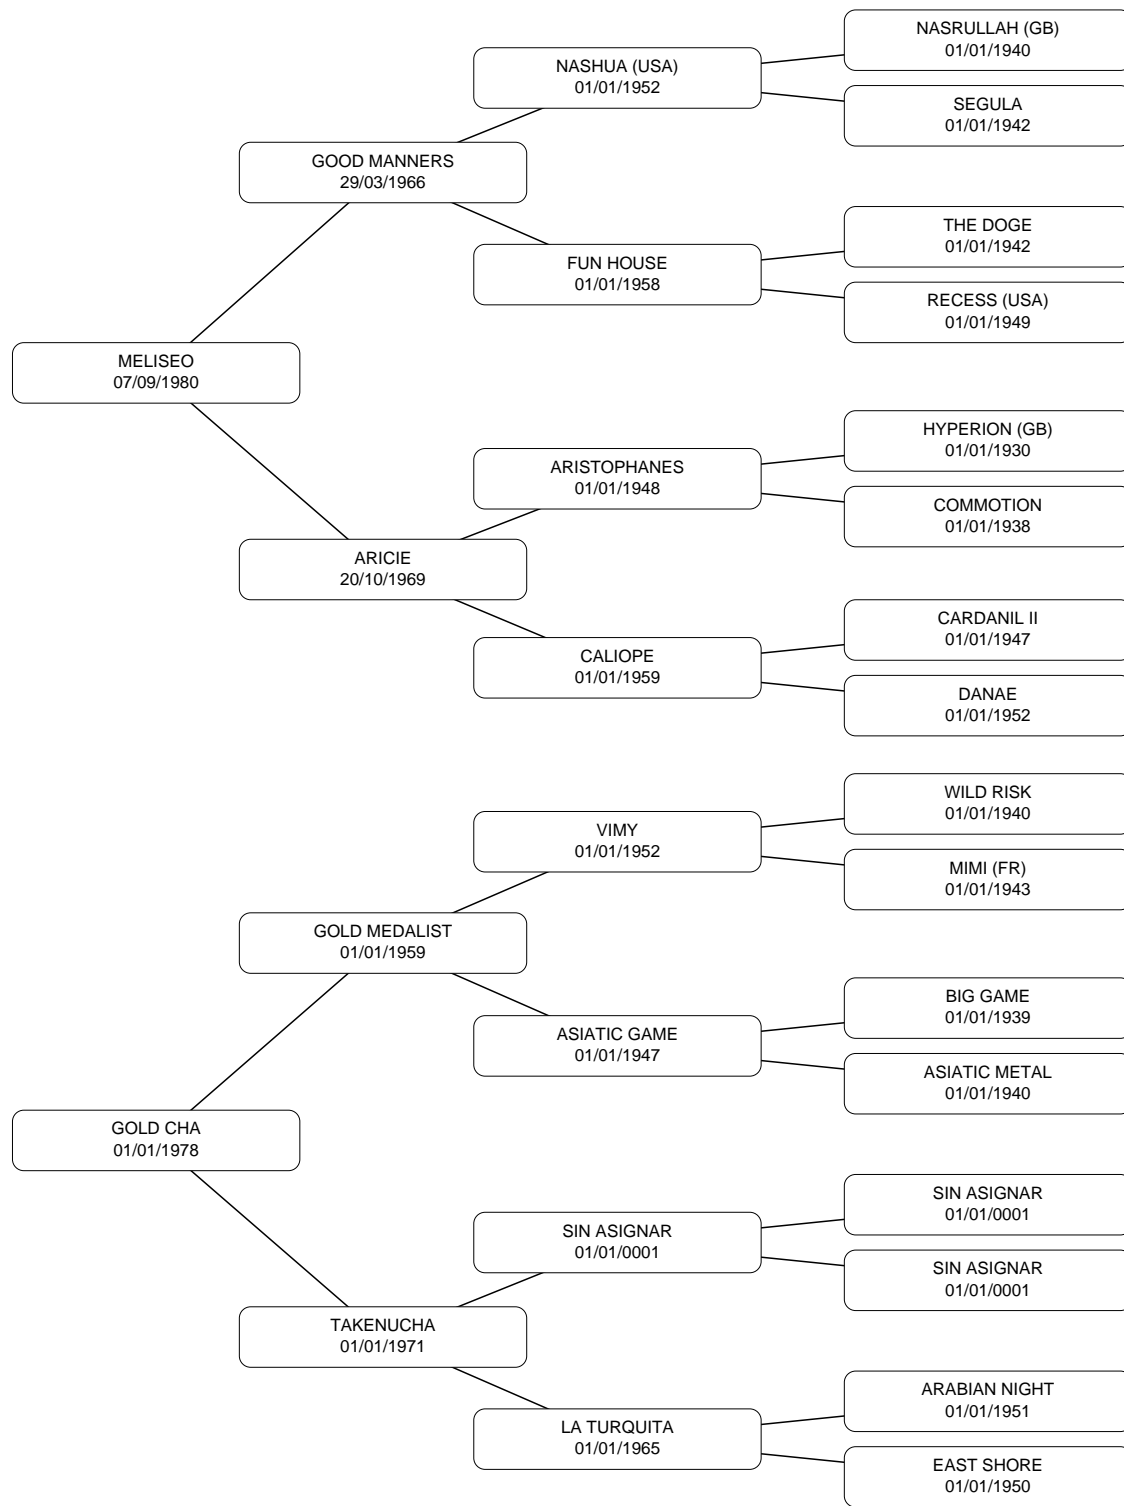 NASRULLAH (GB)
01/01/1940
NASHUA (USA)
01/01/1952
SEGULA
01/01/1942
GOOD MANNERS
29/03/1966
THE DOGE
01/01/1942
FUN HOUSE
01/01/1958
RECESS (USA)
01/01/1949
MELISEO
07/09/1980
HYPERION (GB)
01/01/1930
ARISTOPHANES
01/01/1948
COMMOTION
01/01/1938
ARICIE
20/10/1969
CARDANIL II
01/01/1947
CALIOPE
01/01/1959
DANAE
01/01/1952
WILD RISK
01/01/1940
VIMY
01/01/1952
MIMI (FR)
01/01/1943
GOLD MEDALIST
01/01/1959
BIG GAME
01/01/1939
ASIATIC GAME
01/01/1947
ASIATIC METAL
01/01/1940
GOLD CHA
01/01/1978
SIN ASIGNAR
01/01/0001
SIN ASIGNAR
01/01/0001
SIN ASIGNAR
01/01/0001
TAKENUCHA
01/01/1971
ARABIAN NIGHT
01/01/1951
LA TURQUITA
01/01/1965
EAST SHORE
01/01/1950